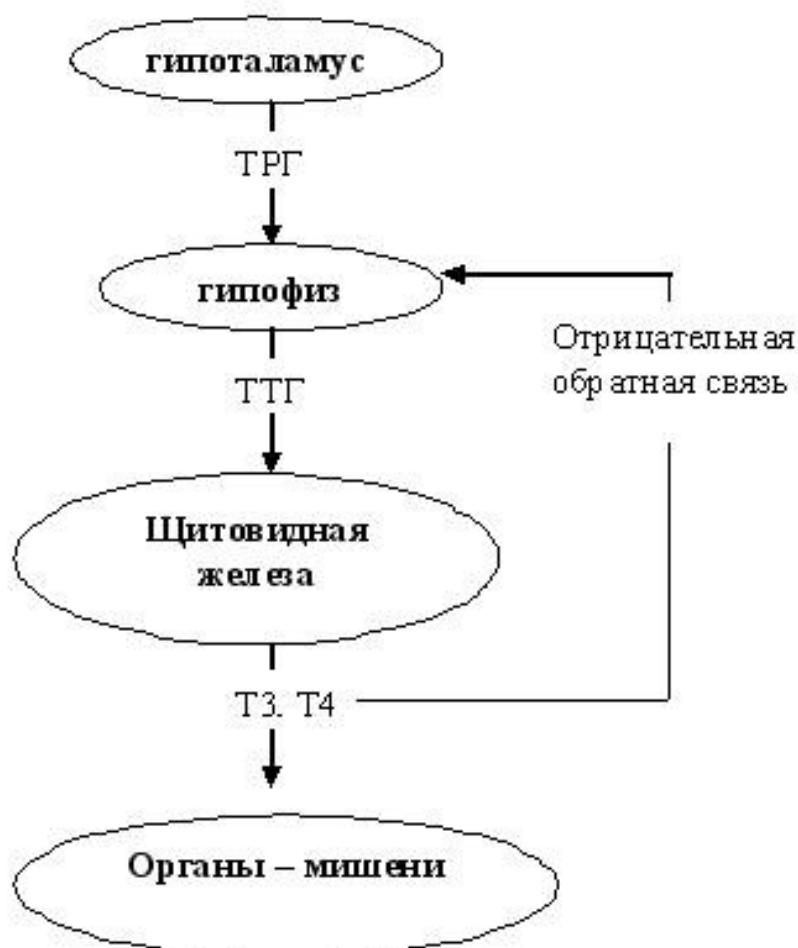 гипоталамус
ТРГ
гипофиз
Отрицательная
обратная связь
ТТГ
Щитовидная
железа
Т3. Т4
Органы – мишени